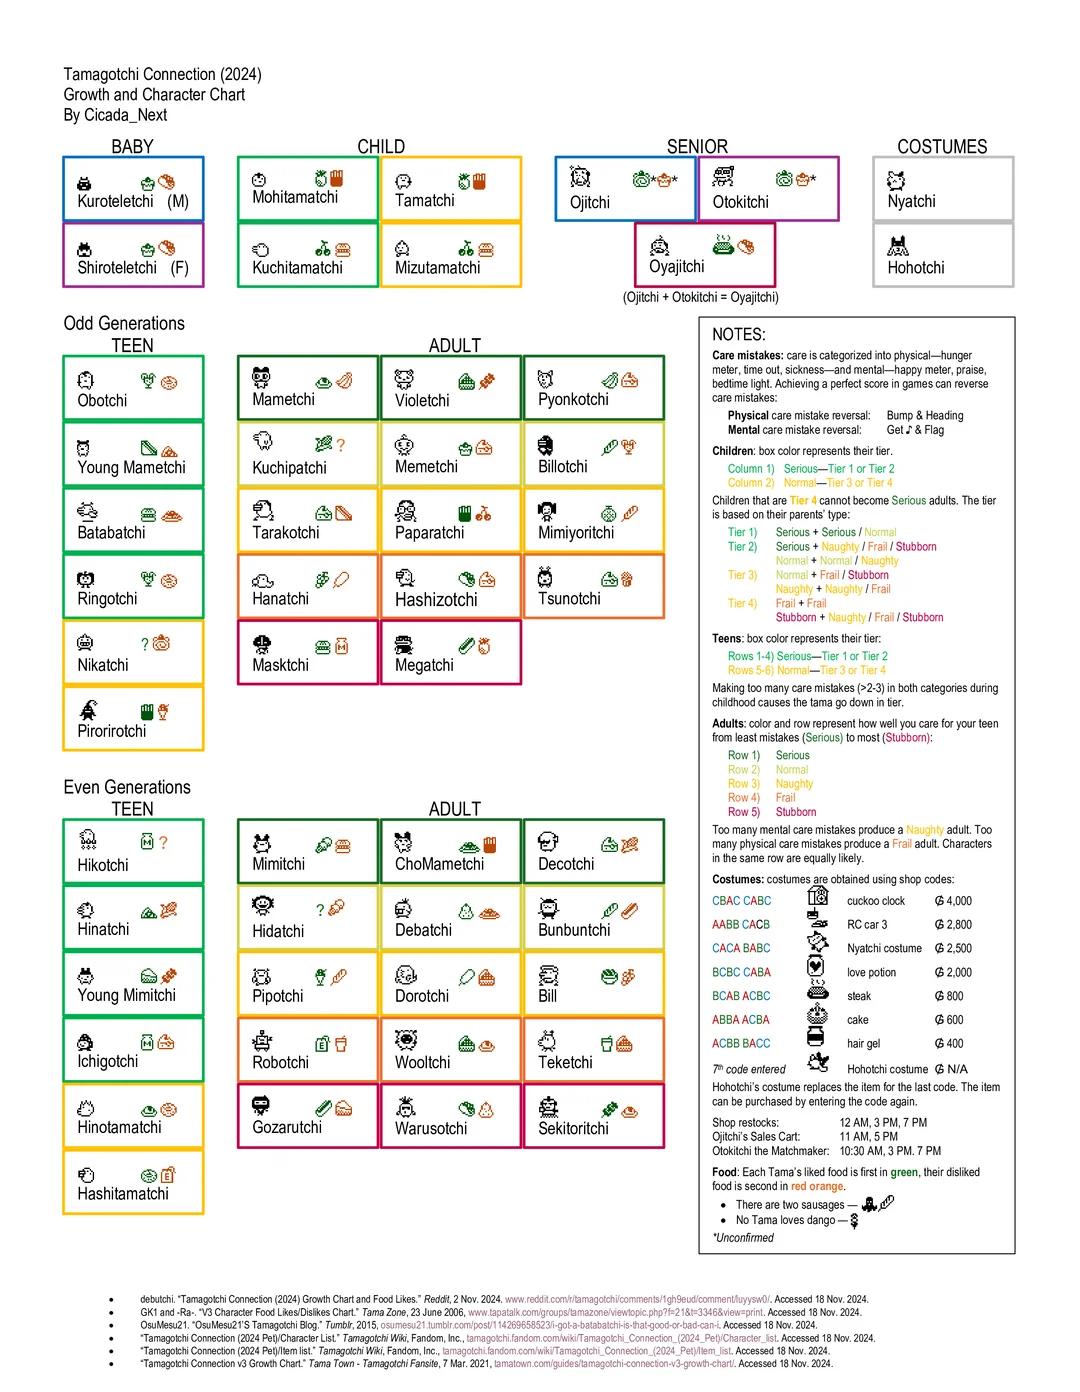 Tamagotchi Connection (2024)
Growth and Character Chart
By Cicada_Next
BABY
Kuroteletchi (M)
Shiroteletchi (F)
CHILD
Mohitamatchi
Tamatchi
Kuchitamatchi
Mizutamatchi
SENIOR
Ojitchi
**
Otokitchi
*
Oyajitchi
(Ojitchi + Otokitchi = Oyajitchi)
COSTUMES
Nyatchi
Hohotchi
Odd Generations
TEEN
Obotchi
Young Mametchi
Batabatchi
Ringotchi
?
Nikatchi
Pirorirotchi
ADULT
Mametchi
Violetchi
Pyonkotchi
?
Kuchipatchi
Memetchi
Billotchi
Tarakotchi
Paparatchi
Mimiyoritchi
Hanatchi
Hashizotchi
Tsunotchi
M
Masktchi
Megatchi
Even Generations
TEEN
M ?
Hikotchi
Hinatchi
Young Mimitchi
M
Ichigotchi
Hinotamatchi
E
Hashitamatchi
ADULT
Mimitchi
ChoMametchi
Decotchi
?
Hidatchi
Debatchi
Bunbuntchi
Pipotchi
Dorotchi
Bill
E
Robotchi
Wooltchi
Teketchi
Gozarutchi
Warusotchi
Sekitoritchi
NOTES:
Care mistakes: care is categorized into physical—hunger
meter, time out, sickness—and mental—happy meter, praise,
bedtime light. Achieving a perfect score in games can reverse
care mistakes:
Physical care mistake reversal: Bump & Heading
Mental care mistake reversal: Get ♪ & Flag
Children: box color represents their tier.
Column 1) Serious—Tier 1 or Tier 2
Column 2) Normal—Tier 3 or Tier 4
Children that are Tier 4 cannot become Serious adults. The tier
is based on their parents' type:
Tier 1) Serious + Serious / Normal
Tier 2) Serious + Naughty / Frail / Stubborn
Normal + Normal / Naughty
Tier 3) Normal + Frail / Stubborn
Naughty + Naughty / Frail
Tier 4) Frail + Frail
Stubborn + Naughty / Frail / Stubborn
Teens: box color represents their tier:
Rows 1-4) Serious—Tier 1 or Tier 2
Rows 5-6) Normal—Tier 3 or Tier 4
Making too many care mistakes (>2-3) in both categories during
childhood causes the tama go down in tier.
Adults: color and row represent how well you care for your teen
from least mistakes (Serious) to most (Stubborn):
Row 1) Serious
Row 2) Normal
Row 3) Naughty
Row 4) Frail
Row 5) Stubborn
Too many mental care mistakes produce a Naughty adult. Too
many physical care mistakes produce a Frail adult. Characters
in the same row are equally likely.
Costumes: costumes are obtained using shop codes:
CBAC CABC cuckoo clock ₲ 4,000
AABB CACB RC car 3 ₲ 2,800
CACA BABC Nyatchi costume ₲ 2,500
BCBC CABA love potion ₲ 2,000
BCAB ACBC steak ₲ 800
ABBA ACBA cake ₲ 600
ACBB BACC hair gel ₲ 400
7th code entered Hohotchi costume ₲ N/A
Hohotchi's costume replaces the item for the last code. The item
can be purchased by entering the code again.
Shop restocks: 12 AM, 3 PM, 7 PM
Ojitchi's Sales Cart: 11 AM, 5 PM
Otokitchi the Matchmaker: 10:30 AM, 3 PM. 7 PM
Food: Each Tama's liked food is first in green, their disliked
food is second in red orange.
• There are two sausages —
• No Tama loves dango —
*Unconfirmed
• debutchi. “Tamagotchi Connection (2024) Growth Chart and Food Likes.” Reddit, 2 Nov. 2024. www.reddit.com/r/tamagotchi/comments/1gh9eud/comment/luyysw0/. Accessed 18 Nov. 2024.
• GK1 and -Ra-. “V3 Character Food Likes/Dislikes Chart.” Tama Zone, 23 June 2006, www.tapatalk.com/groups/tamazone/viewtopic.php?f=21&t=3346&view=print. Accessed 18 Nov. 2024.
• OsuMesu21. “OsuMesu21'S Tamagotchi Blog.” Tumblr, 2015, osumesu21.tumblr.com/post/114269658523/i-got-a-batabatchi-is-that-good-or-bad-can-i. Accessed 18 Nov. 2024.
• “Tamagotchi Connection (2024 Pet)/Character List.” Tamagotchi Wiki, Fandom, Inc., tamagotchi.fandom.com/wiki/Tamagotchi_Connection_(2024_Pet)/Character_list. Accessed 18 Nov. 2024.
• “Tamagotchi Connection (2024 Pet)/Item list.” Tamagotchi Wiki, Fandom, Inc., tamagotchi.fandom.com/wiki/Tamagotchi_Connection_(2024_Pet)/Item_list. Accessed 18 Nov. 2024.
• “Tamagotchi Connection v3 Growth Chart.” Tama Town - Tamagotchi Fansite, 7 Mar. 2021, tamatown.com/guides/tamagotchi-connection-v3-growth-chart/. Accessed 18 Nov. 2024.